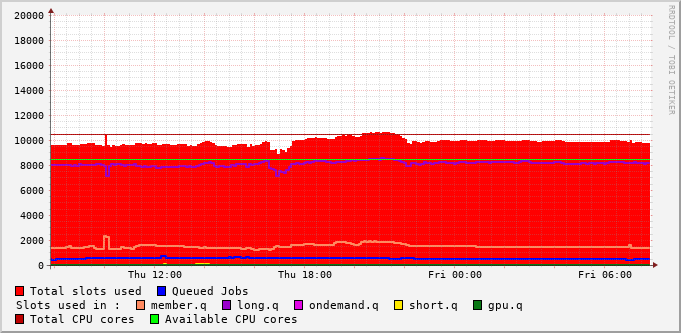 20000
18000
16000
14000
12000
10000
8000
6000
4000
2000
0
Thu 12:00 Thu 18:00 Fri 00:00 Fri 06:00
Total slots used Queued Jobs
Slots used in : member.q long.q ondemand.q short.q gpu.q
Total CPU cores Available CPU cores
RRDTOOL / TOBI OETIKER